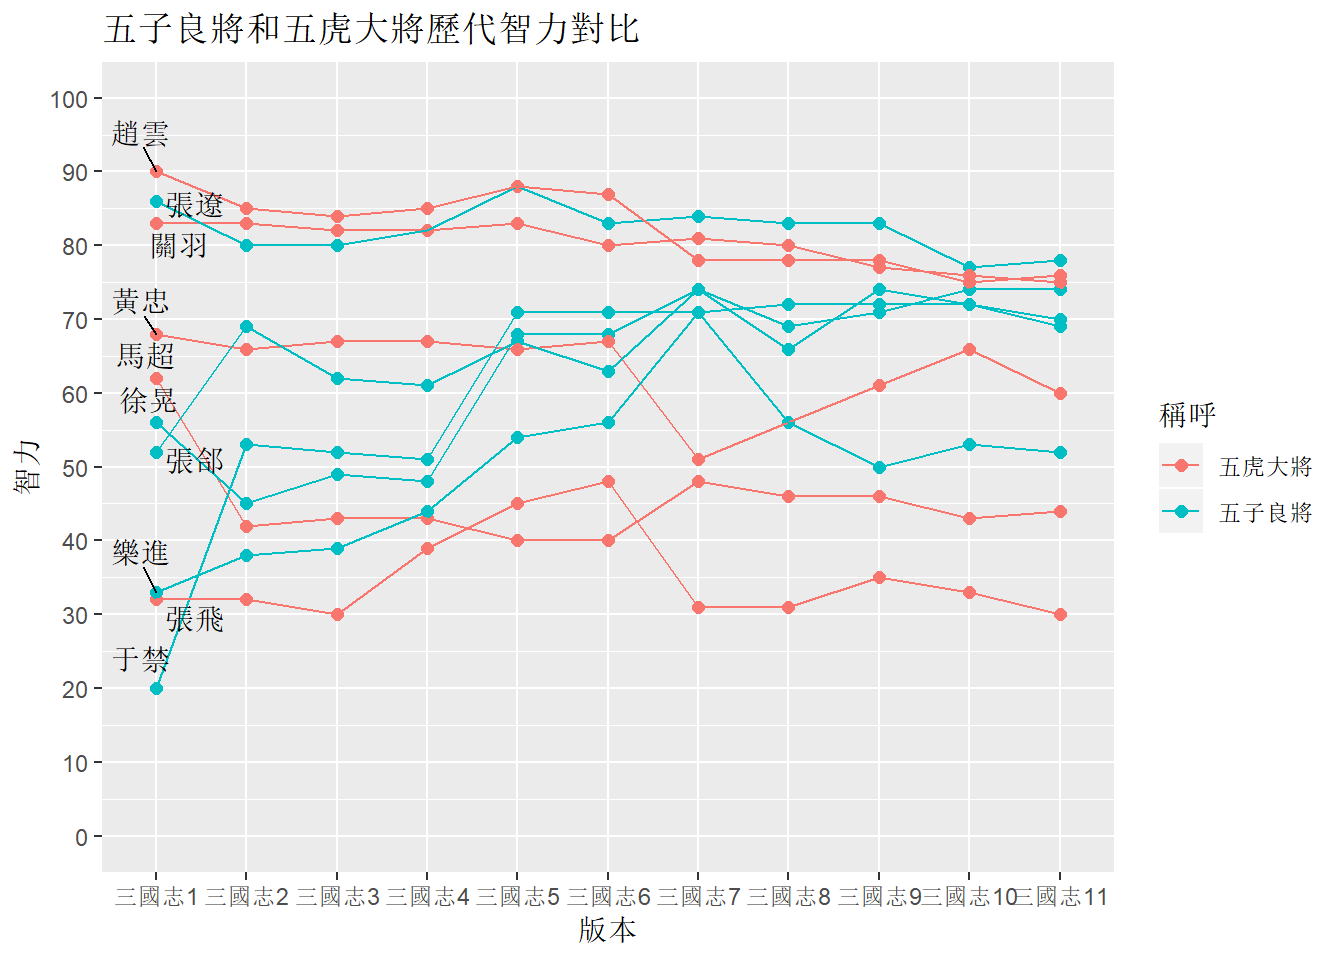 五子良將和五虎大將歷代智力對比
100
90
80
70
60
50
40
30
20
10
0
智力
趙雲
張遼
關羽
黃忠
馬超
徐晃
張郃
樂進
張飛
于禁
三國志1 三國志2 三國志3 三國志4 三國志5 三國志6 三國志7 三國志8 三國志9 三國志10 三國志11
版本
稱呼
五虎大將
五子良將